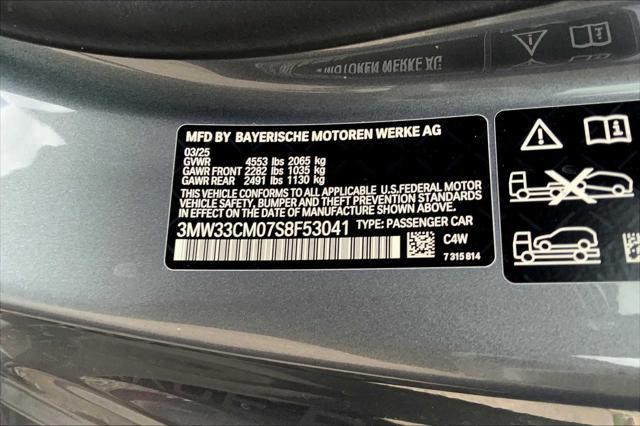 MFD BY BAYERISCHE MOTOREN WERKE AG
03/25
GVWR 4553 lbs 2065 kg
GAWR FRONT 2282 lbs 1035 kg
GAWR REAR 2491 lbs 1130 kg
THIS VEHICLE CONFORMS TO ALL APPLICABLE U.S.FEDERAL MOTOR
VEHICLE SAFETY, BUMPER AND THEFT PREVENTION STANDARDS
IN EFFECT ON THE DATE OF MANUFACTURE SHOWN ABOVE.
3MW33CM07S8F53041 TYPE: PASSENGER CAR
C4W
7 315 814